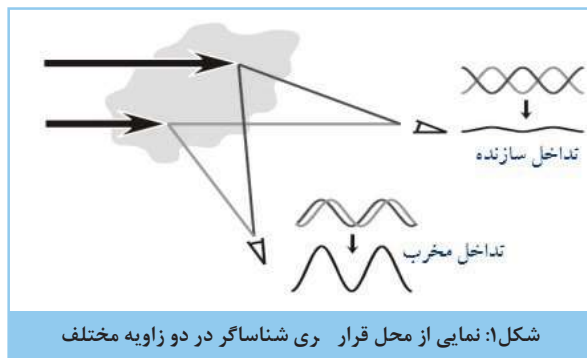 تداخل سازنده
تداخل مخرب
شکل۱: نمایی از محل قرار ری شناساگر در دو زاویه مختلف